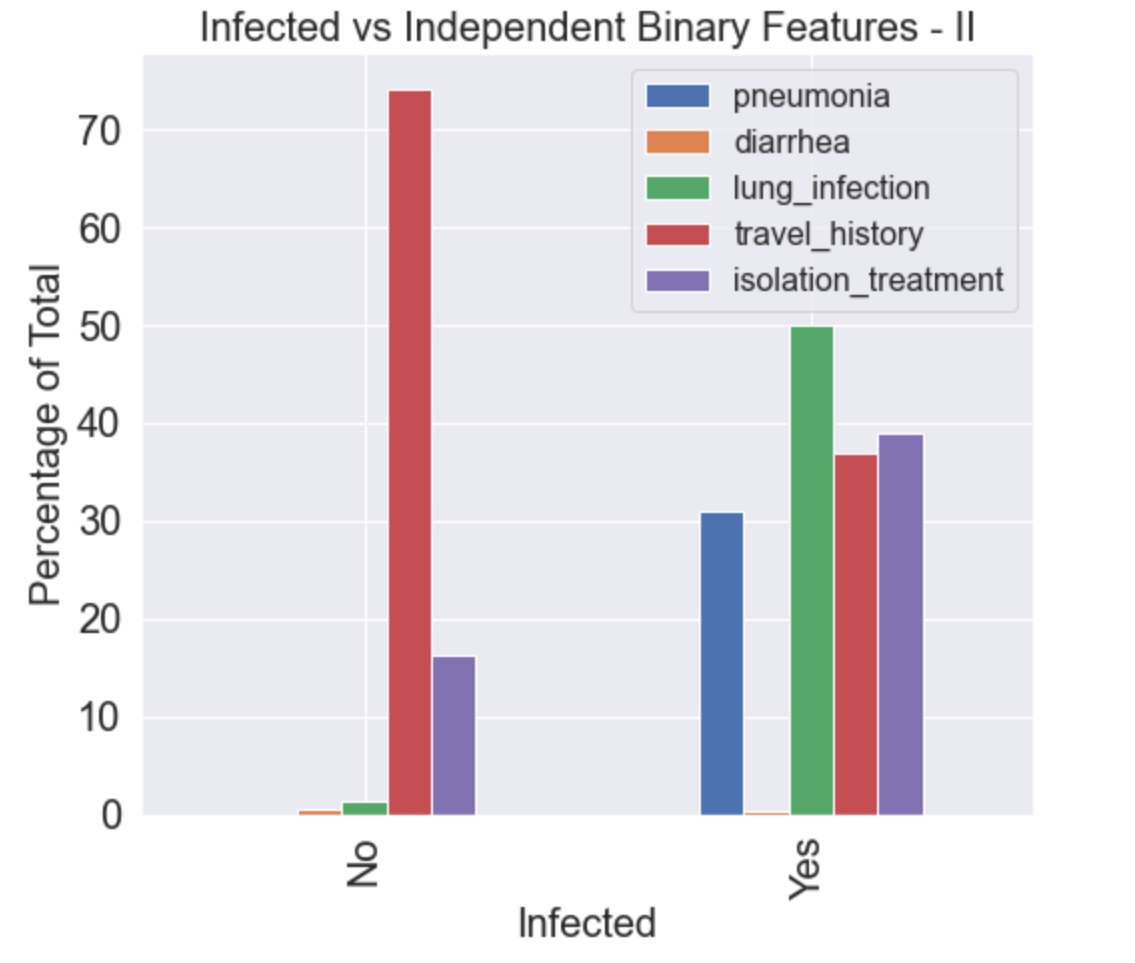 Infected vs Independent Binary Features - II
pneumonia
diarrhea
lung_infection
travel_history
isolation_treatment
Percentage of Total
70
60
50
40
30
20
10
0
No
Yes
Infected